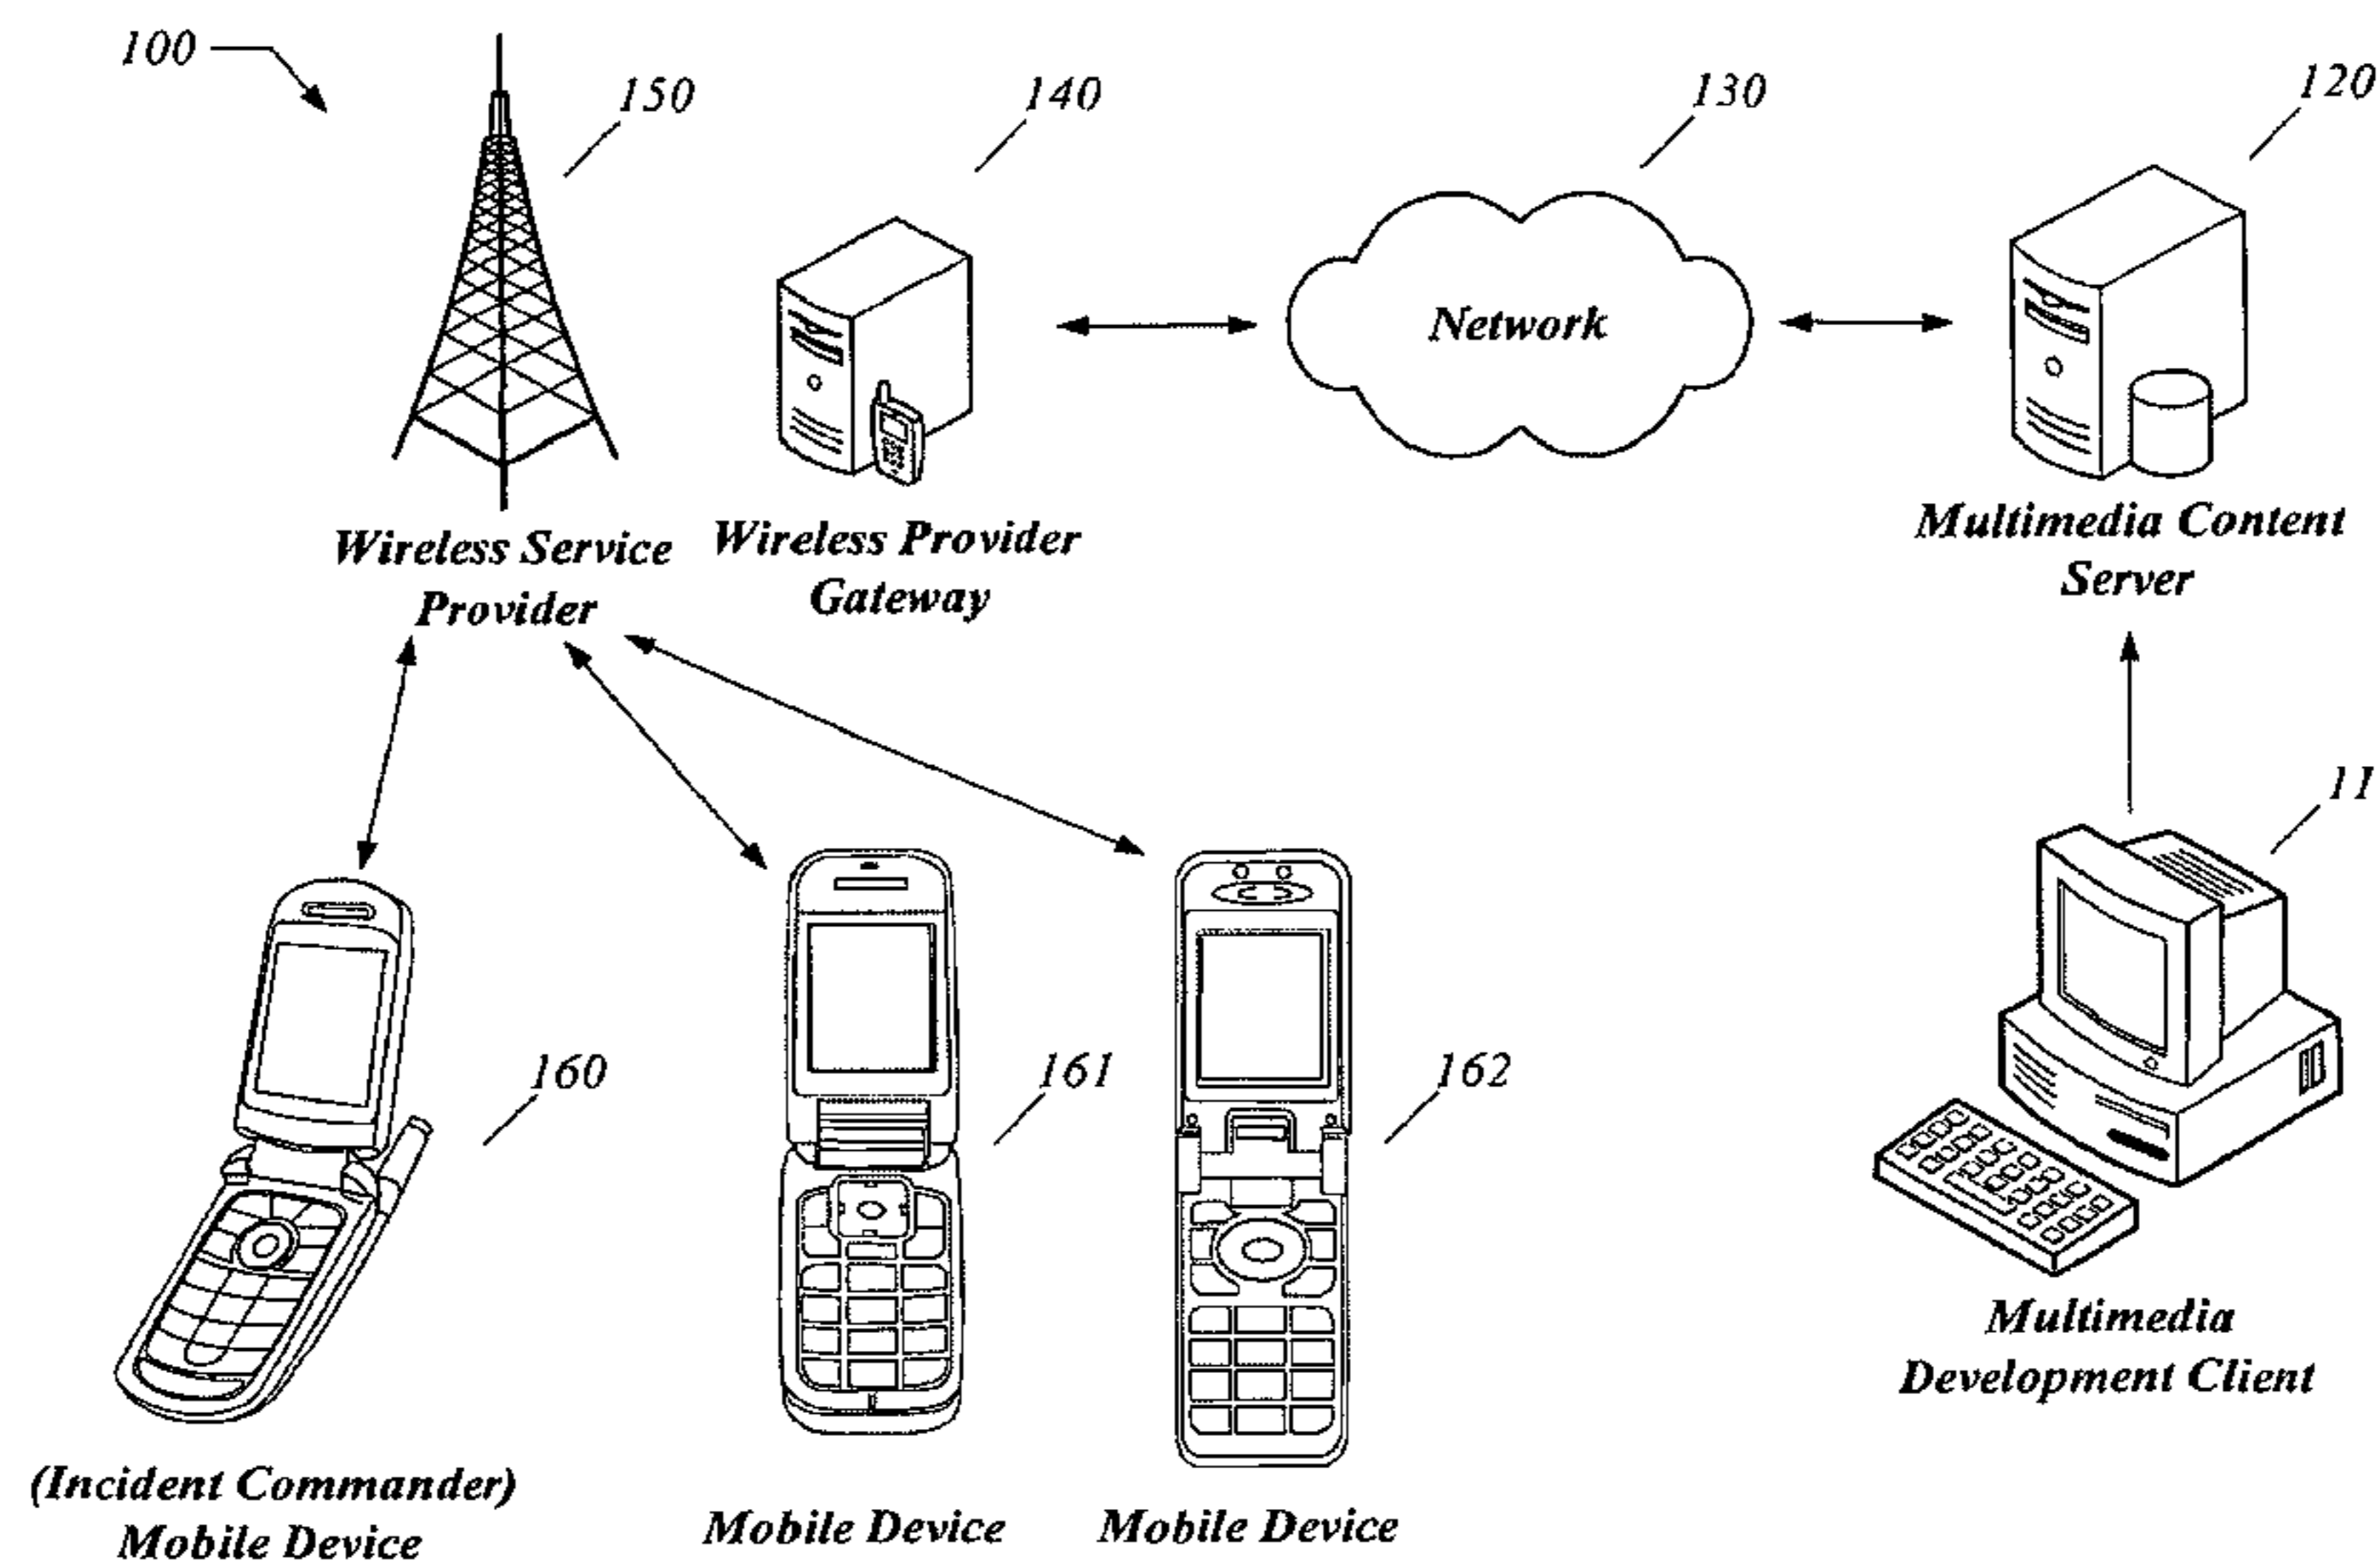 100
150
140
130
120
Network
Wireless Service
Provider
Wireless Provider
Gateway
Multimedia Content
Server
11
160
161
162
Multimedia
Development Client
(Incident Commander)
Mobile Device
Mobile Device
Mobile Device